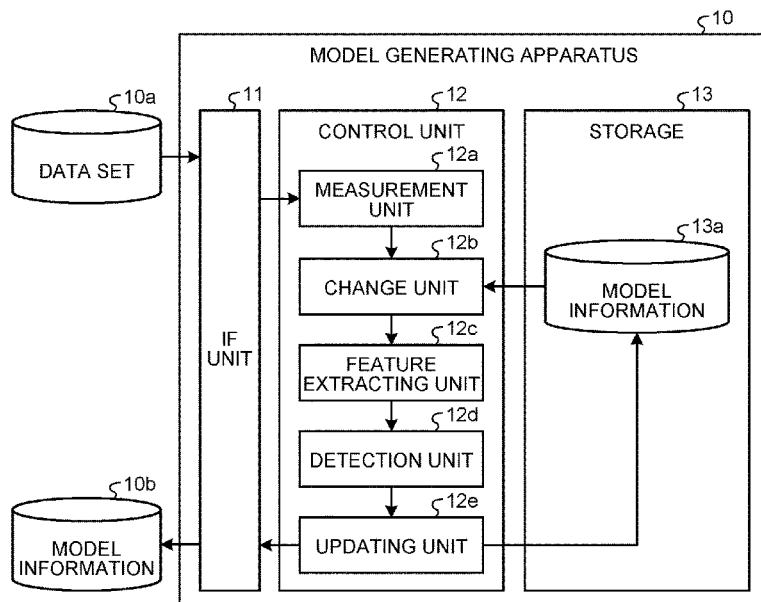 10
MODEL GENERATING APPARATUS
10a
DATA SET
11
IF
UNIT
12
CONTROL UNIT
12a
MEASUREMENT
UNIT
12b
CHANGE UNIT
12c
FEATURE
EXTRACTING UNIT
12d
DETECTION UNIT
12e
UPDATING UNIT
13
STORAGE
13a
MODEL
INFORMATION
10b
MODEL
INFORMATION